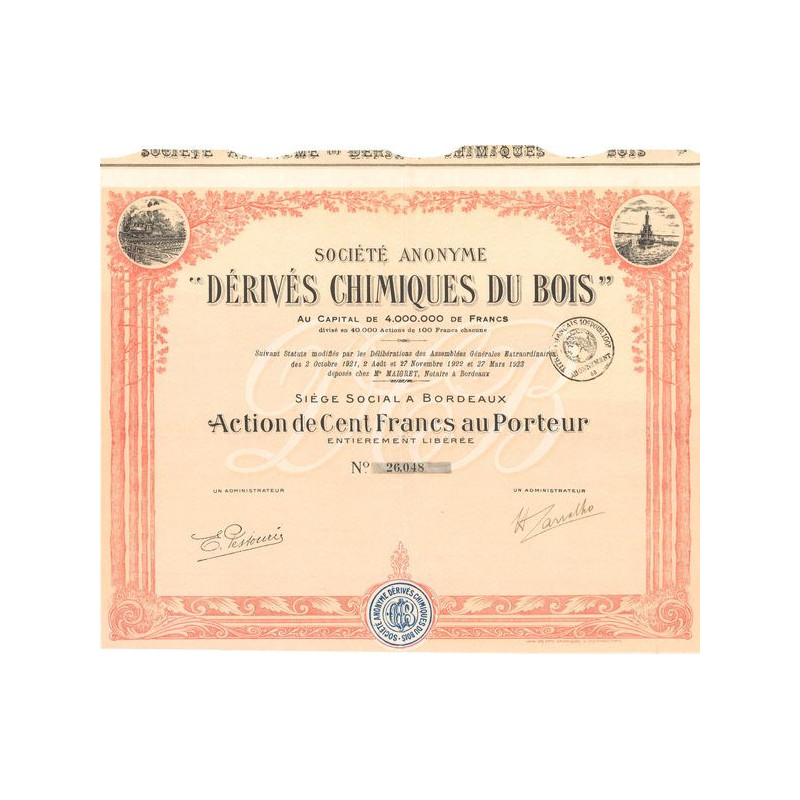 SOCIÉTÉ ANONYME
"DÉRIVÉS CHIMIQUES DU BOIS"
AU CAPITAL DE 4.000.000 DE FRANCS
divisé en 40.000 Actions de 100 Francs chacune
Suivant Statuts modifiés par les Délibérations des Assemblées Générales Extraordinaires
des 2 Octobre 1921, 2 Août et 27 Novembre 1922 et 27 Mars 1923
déposés chez Me MAIGRET, Notaire à Bordeaux
SIÈGE SOCIAL A BORDEAUX
Action de Cent Francs au Porteur
ENTIEREMENT LIBÉRÉE
No 26.048
UN ADMINISTRATEUR
UN ADMINISTRATEUR
H Carvalho
SOCIÉTÉ ANONYME DÉRIVÉS CHIMIQUES DU BOIS